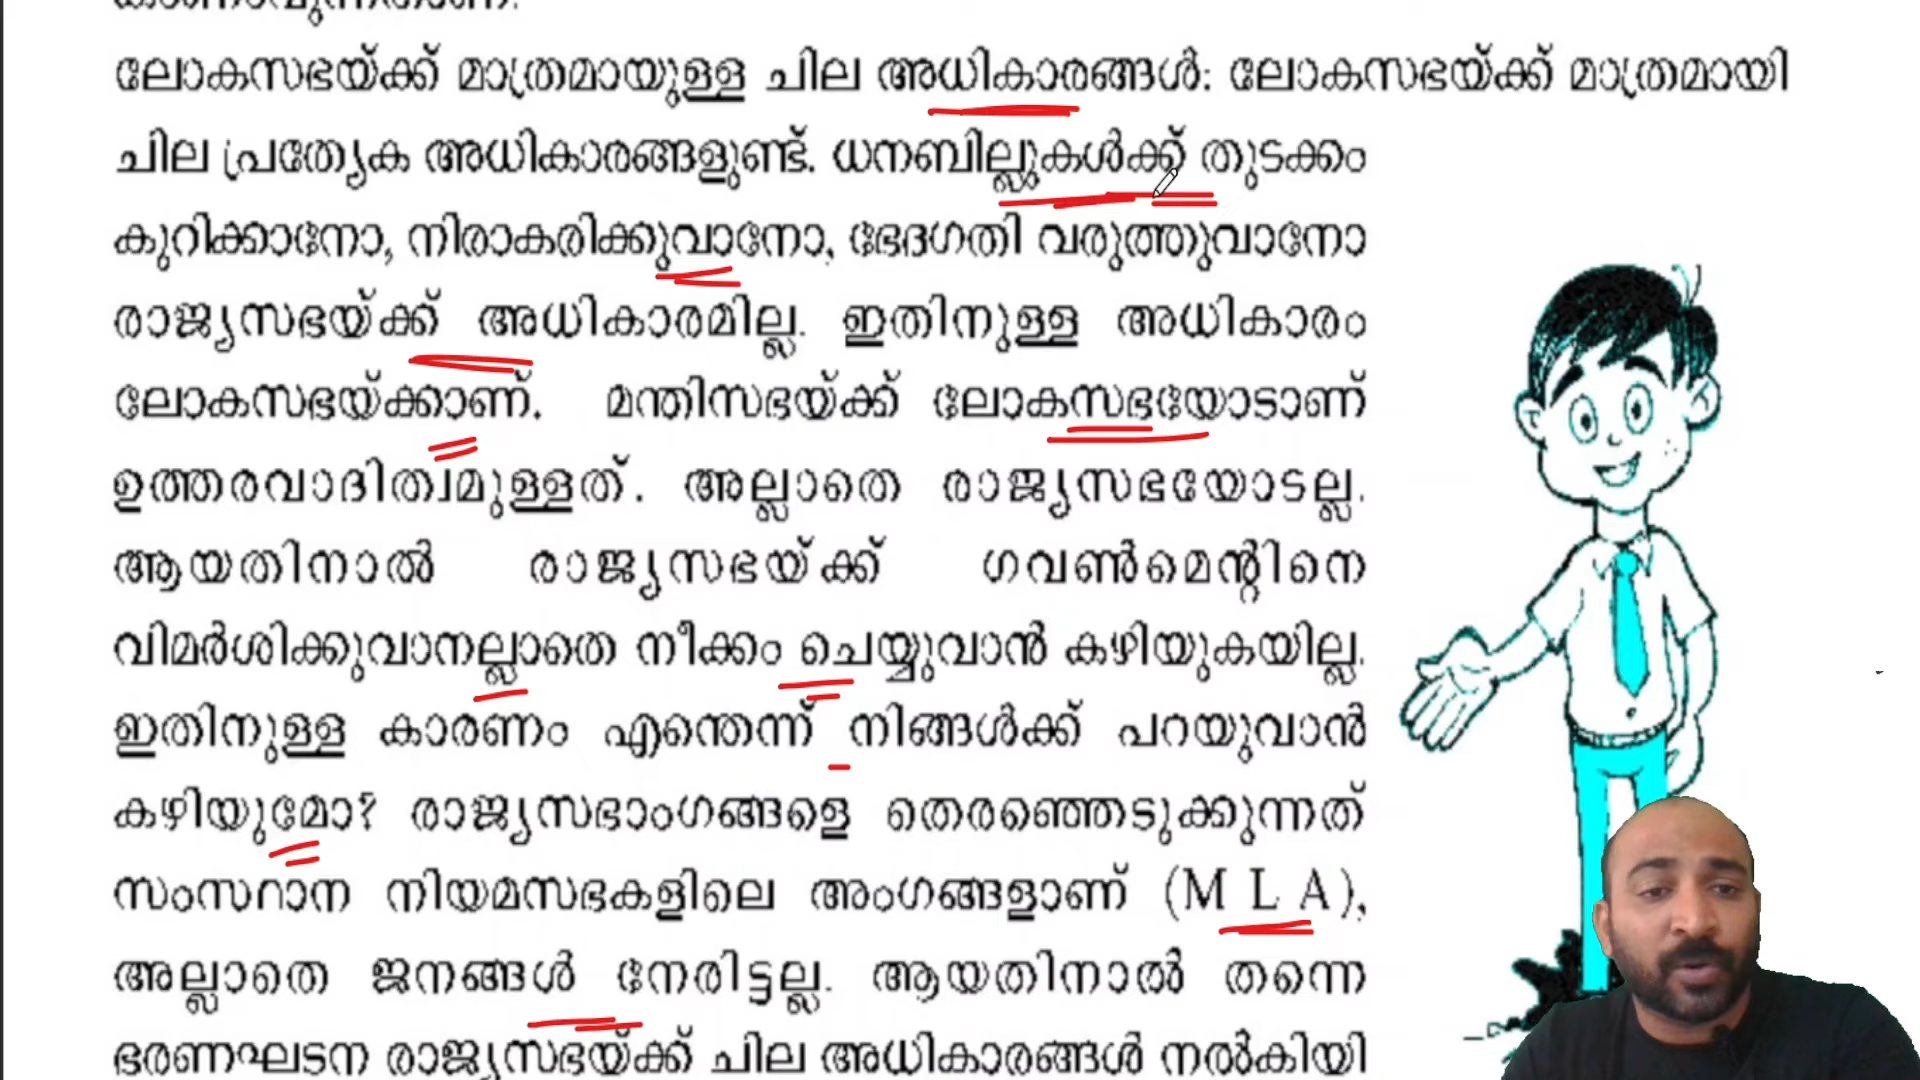 കാണാവുന്നതാണ്.
ലോകസഭയ്ക്ക് മാത്രമായുള്ള ചില അധികാരങ്ങൾ: ലോകസഭയ്ക്ക് മാത്രമായി
ചില പ്രത്യേക അധികാരങ്ങളുണ്ട്. ധനബില്ലുകൾക്ക് തുടക്കം
കുറിക്കാനോ, നിരാകരിക്കുവാനോ, ഭേദഗതി വരുത്തുവാനോ
രാജ്യസഭയ്ക്ക് അധികാരമില്ല. ഇതിനുള്ള അധികാരം
ലോകസഭയ്ക്കാണ്. മന്തിസഭയ്ക്ക് ലോകസഭയോടാണ്
ഉത്തരവാദിത്വമുള്ളത്. അല്ലാതെ രാജ്യസഭയോടല്ല.
ആയതിനാൽ രാജ്യസഭയ്ക്ക് ഗവൺമെന്റിനെ
വിമർശിക്കുവാനല്ലാതെ നീക്കം ചെയ്യുവാൻ കഴിയുകയില്ല.
ഇതിനുള്ള കാരണം എന്തെന്ന് നിങ്ങൾക്ക് പറയുവാൻ
കഴിയുമോ? രാജ്യസഭാംഗങ്ങളെ തെരഞ്ഞെടുക്കുന്നത്
സംസ്ഥാന നിയമസഭകളിലെ അംഗങ്ങളാണ് (M L A),
അല്ലാതെ ജനങ്ങൾ നേരിട്ടല്ല. ആയതിനാൽ തന്നെ
ഭരണഘടന രാജ്യസഭയ്ക്ക് ചില അധികാരങ്ങൾ നൽകിയി